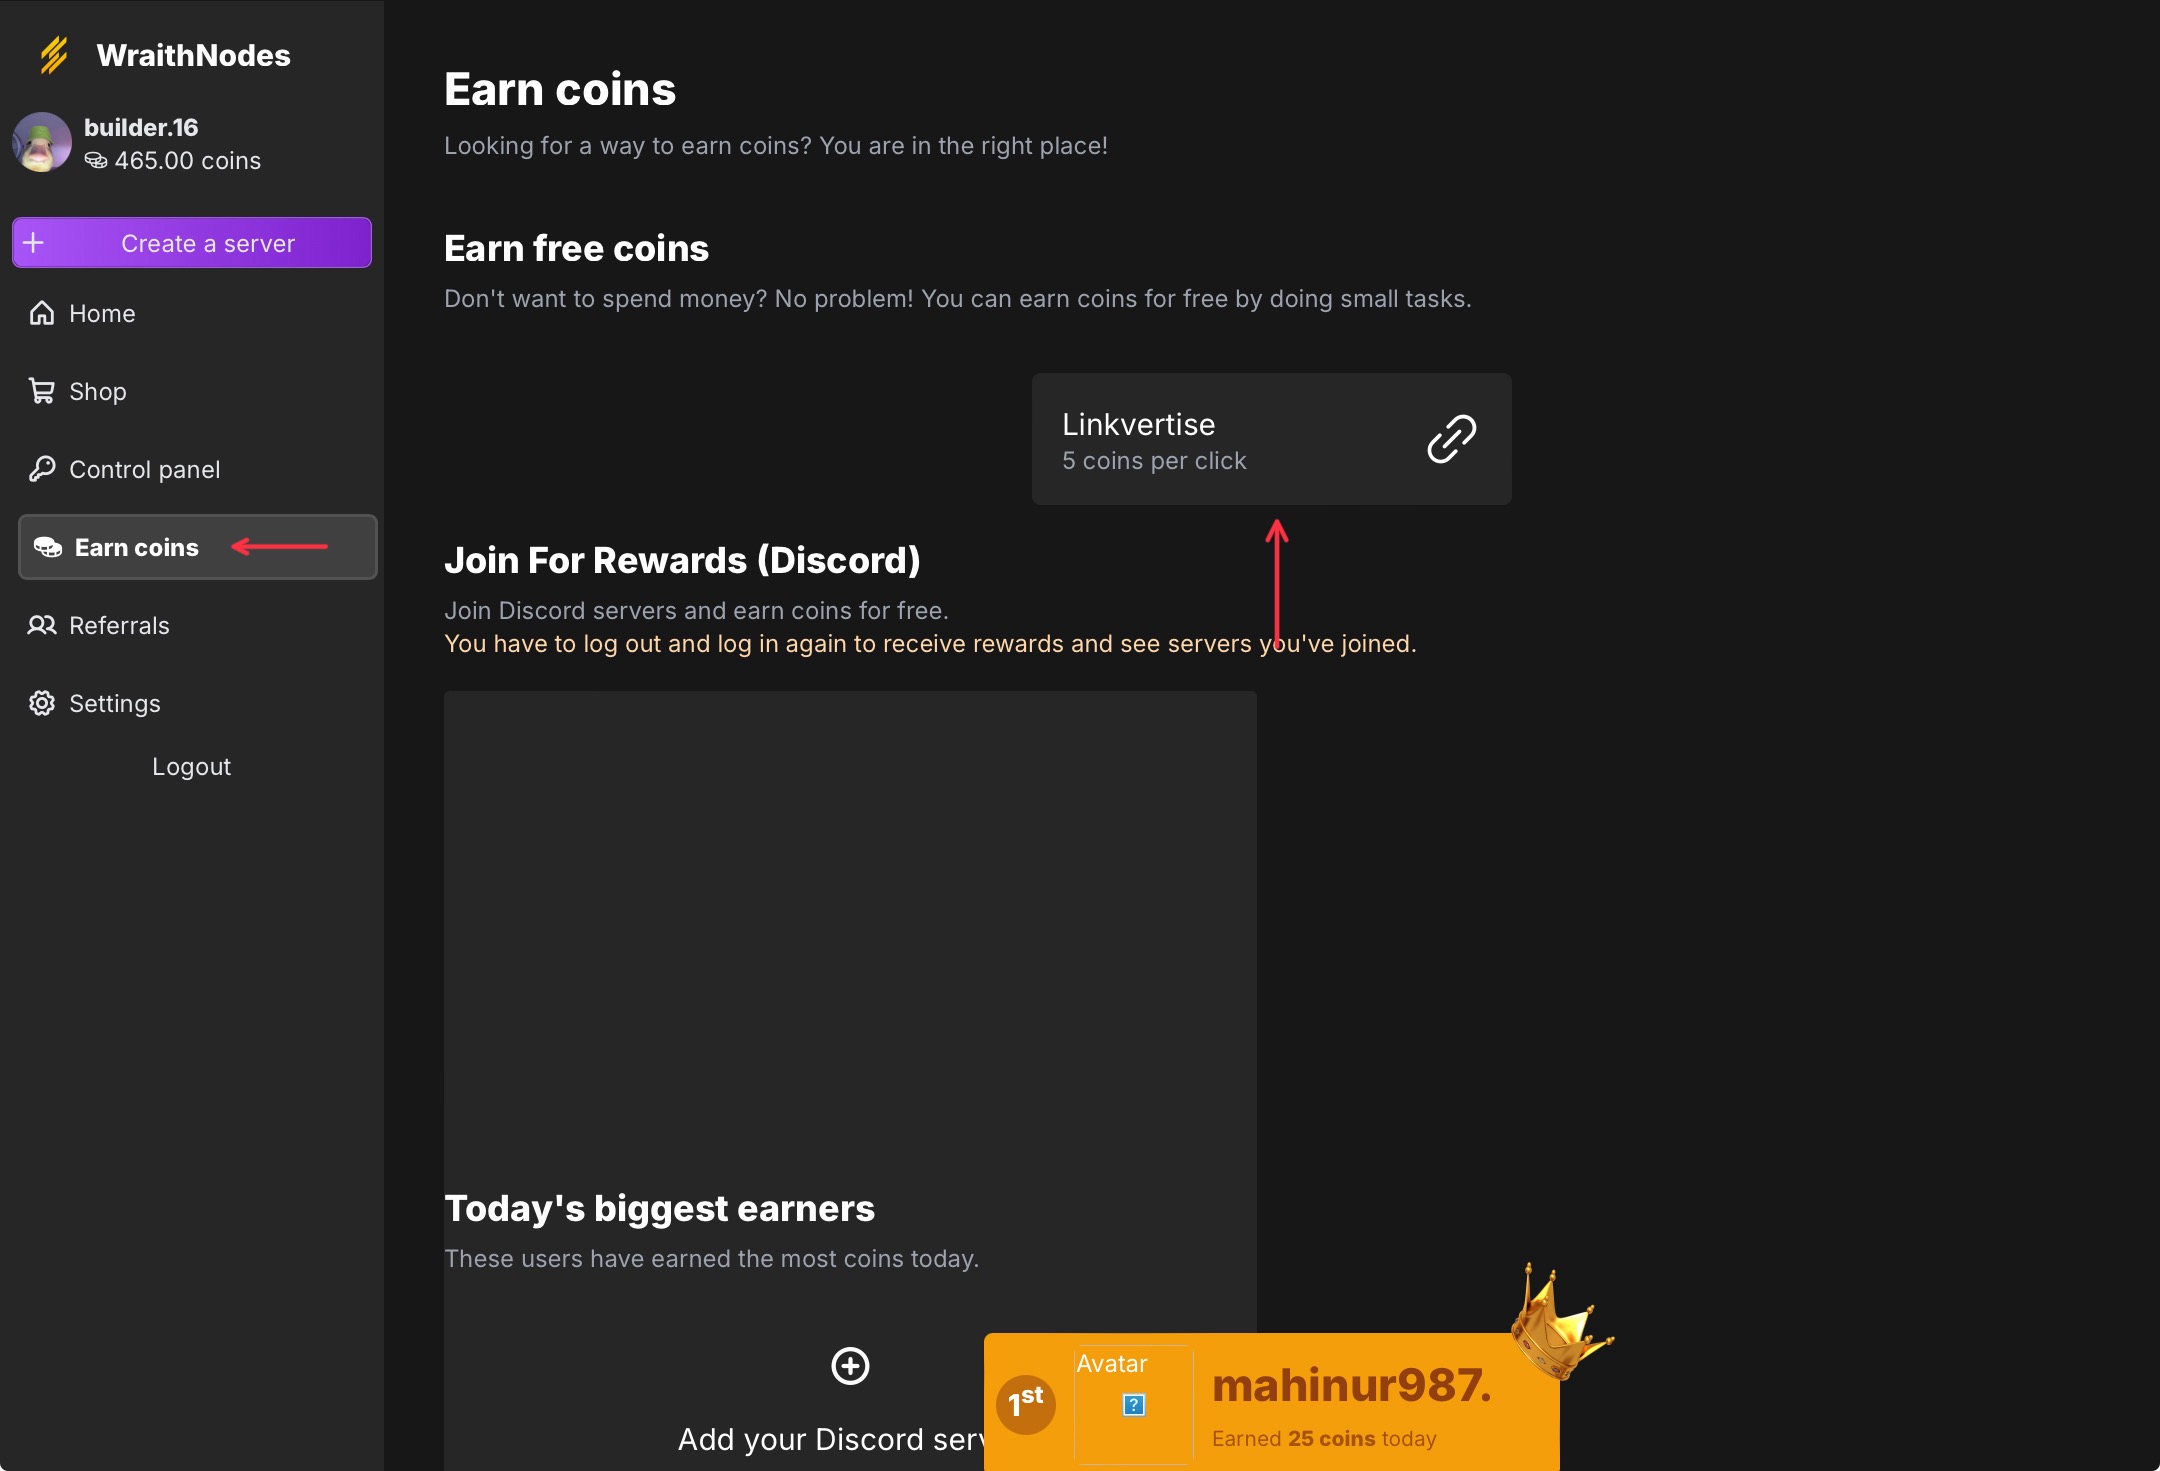 WraithNodes
builder.16
465.00 coins
Create a server
Home
Shop
Control panel
Earn coins
Referrals
Settings
Logout
Earn coins
Looking for a way to earn coins? You are in the right place!
Earn free coins
Don't want to spend money? No problem! You can earn coins for free by doing small tasks.
Linkvertise
5 coins per click
Join For Rewards (Discord)
Join Discord servers and earn coins for free.
You have to log out and log in again to receive rewards and see servers you've joined.
Today's biggest earners
These users have earned the most coins today.
Add your Discord serv
1st
Avatar
?
mahinur987.
Earned 25 coins today